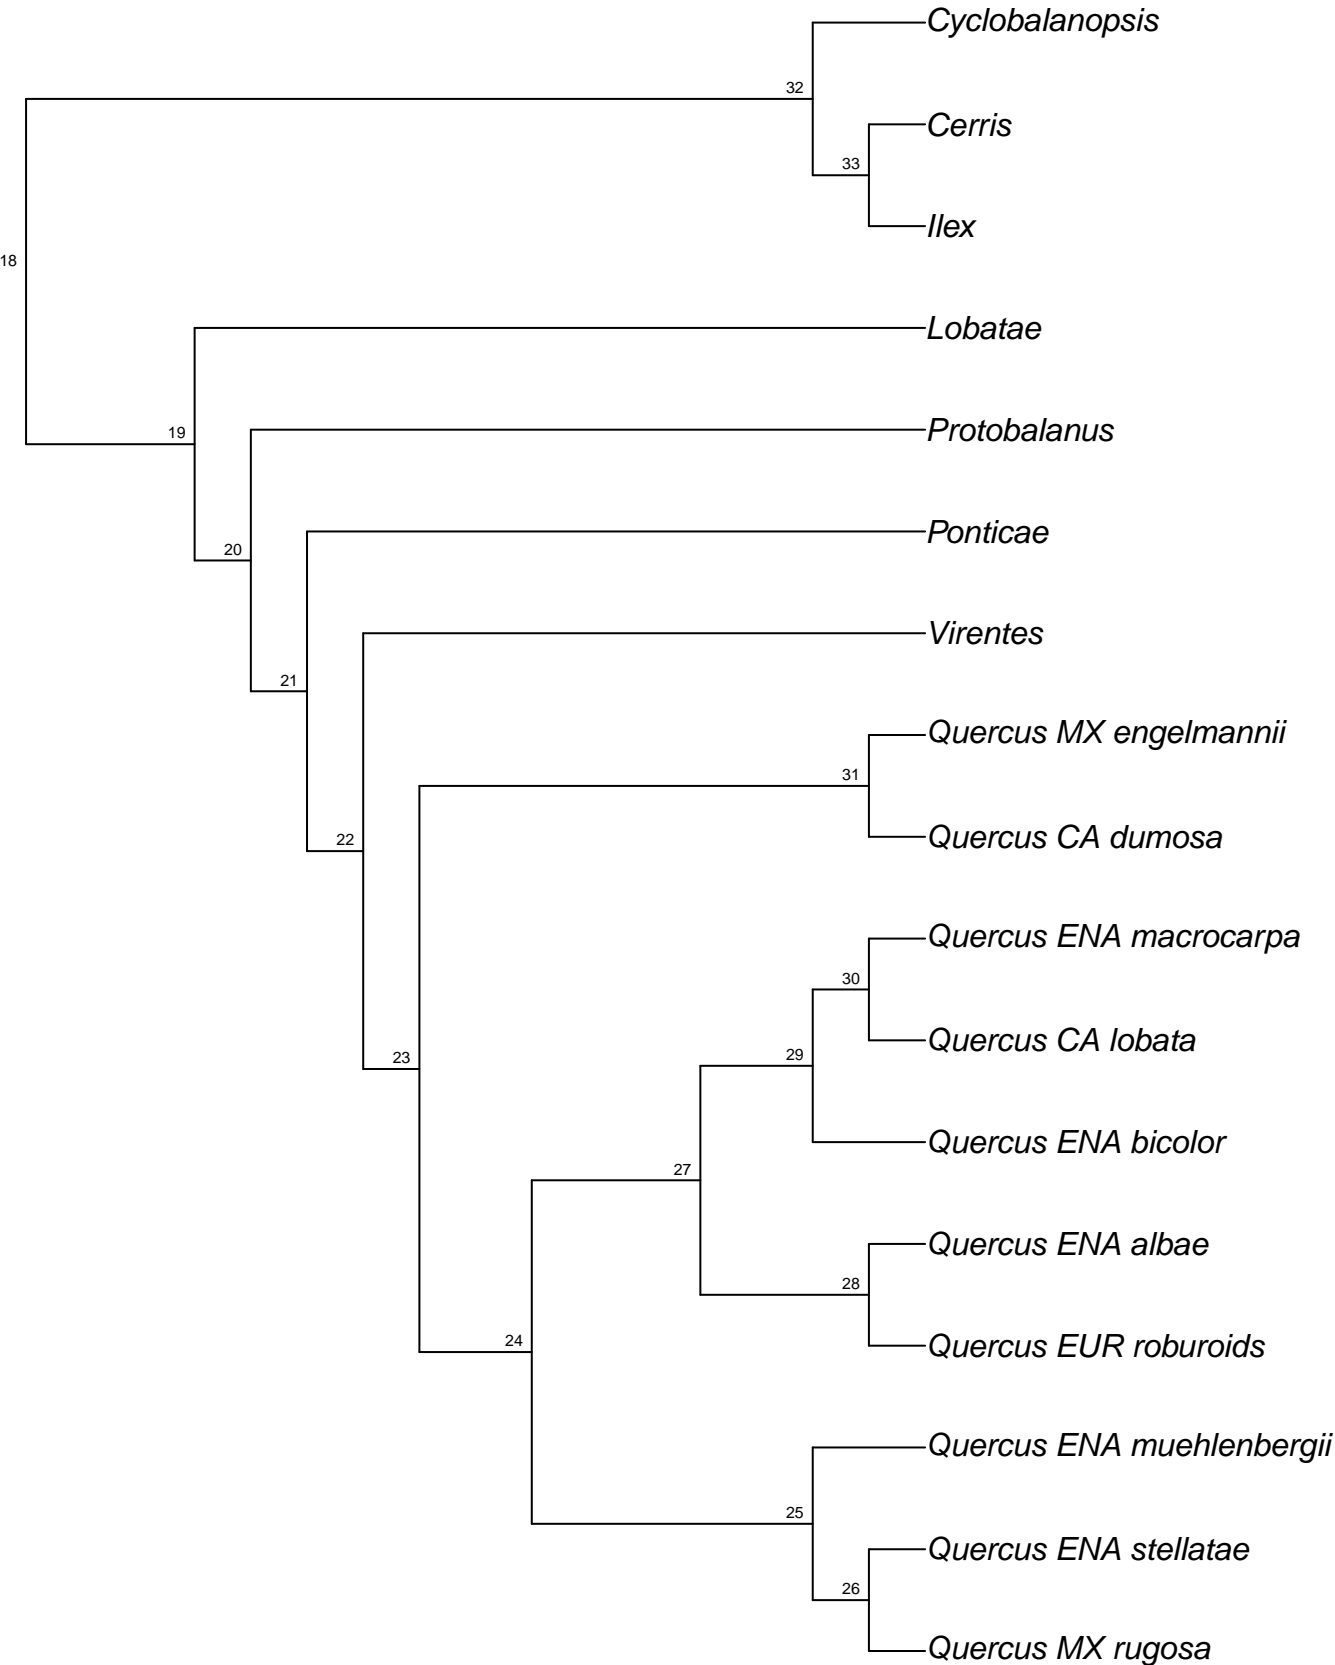 Cyclobalanopsis
32
Cerris
33
Ilex
18
Lobatae
19
Protobalanus
Ponticae
20
Virentes
21
Quercus MX engelmannii
31
Quercus CA dumosa
22
Quercus ENA macrocarpa
30
Quercus CA lobata
29
23
Quercus ENA bicolor
27
Quercus ENA albae
28
Quercus EUR roburoids
24
Quercus ENA muehlenbergii
25
Quercus ENA stellatae
26
Quercus MX rugosa